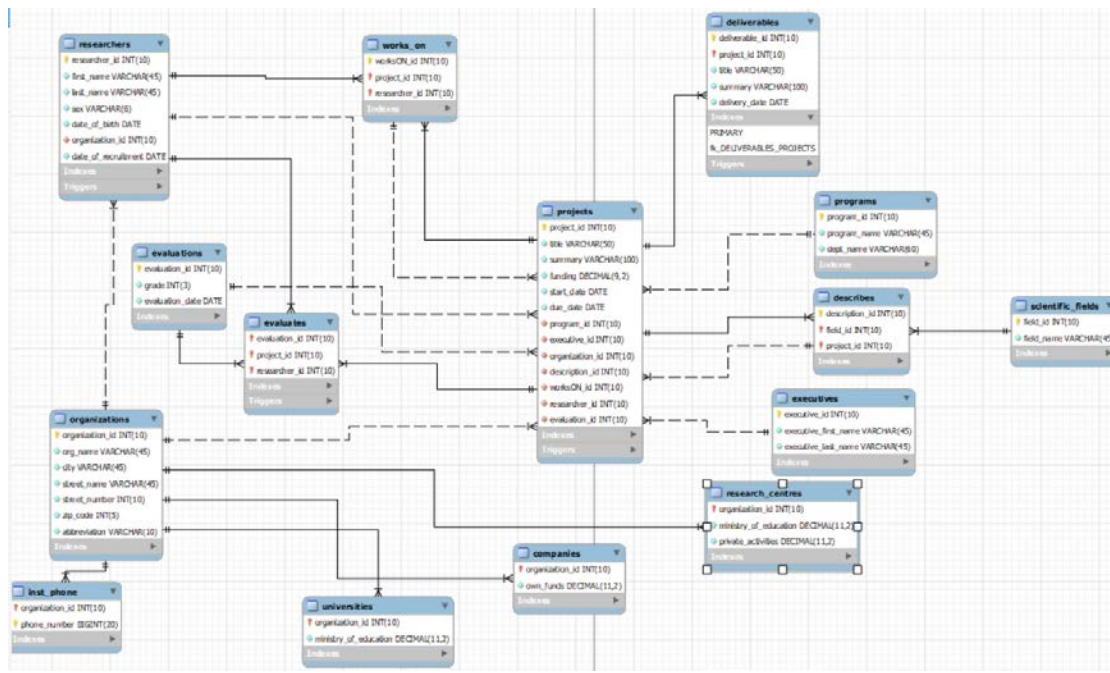 researchers
researcher_id INT(10)
first_name VARCHAR(45)
last_name VARCHAR(45)
sex VARCHAR(6)
date_of_birth DATE
organization_id INT(10)
date_of_recruitment DATE
Indexes
Triggers
works_on
worksON_id INT(10)
project_id INT(10)
researcher_id INT(10)
Indexes
deliverables
deliverable_id INT(10)
project_id INT(10)
title VARCHAR(50)
summary VARCHAR(100)
delivery_date DATE
Indexes
PRIMARY
fk_DELIVERABLES_PROJECTS
Triggers
evaluations
evaluation_id INT(10)
grade INT(3)
evaluation_date DATE
Indexes
evaluates
evaluation_id INT(10)
project_id INT(10)
researcher_id INT(10)
Indexes
Triggers
projects
project_id INT(10)
title VARCHAR(50)
summary VARCHAR(100)
funding DECIMAL(9,2)
start_date DATE
due_date DATE
program_id INT(10)
executive_id INT(10)
organization_id INT(10)
description_id INT(10)
worksON_id INT(10)
researcher_id INT(10)
evaluation_id INT(10)
Indexes
Triggers
programs
program_id INT(10)
program_name VARCHAR(45)
dept_name VARCHAR(60)
Indexes
describes
description_id INT(10)
field_id INT(10)
project_id INT(10)
Indexes
scientific_fields
field_id INT(10)
field_name VARCHAR(45
Indexes
executives
executive_id INT(10)
executive_first_name VARCHAR(45)
executive_last_name VARCHAR(45)
Indexes
organizations
organization_id INT(10)
org_name VARCHAR(45)
city VARCHAR(45)
street_name VARCHAR(45)
street_number INT(10)
zip_code INT(5)
abbreviation VARCHAR(10)
Indexes
research_centres
organization_id INT(10)
ministry_of_education DECIMAL(11,2)
private_activities DECIMAL(11,2)
Indexes
companies
organization_id INT(10)
own_funds DECIMAL(11,2)
Indexes
inst_phone
organization_id INT(10)
phone_number BIGINT(20)
Indexes
universities
organization_id INT(10)
ministry_of_education DECIMAL(11,2)
Indexes